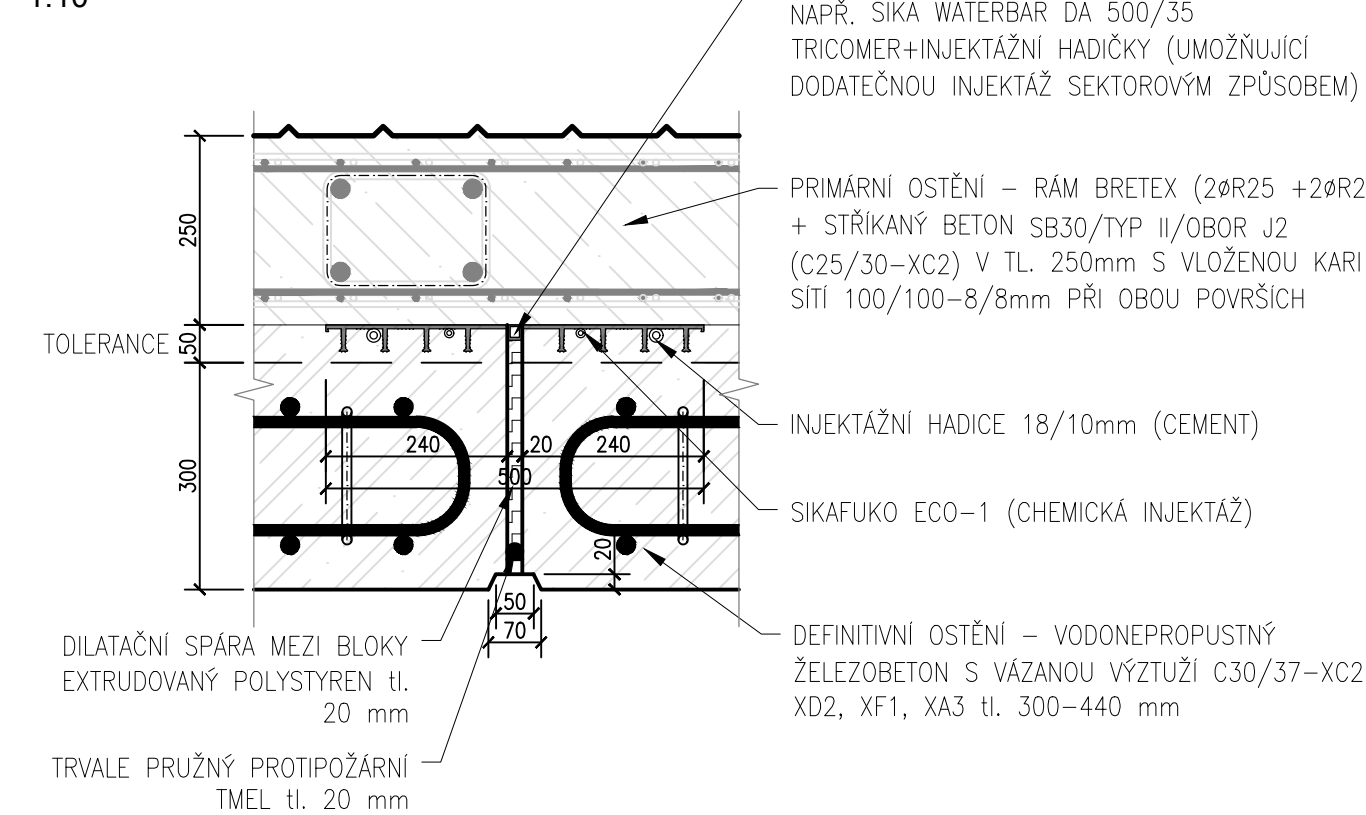 NAPŘ. SIKA WATERBAR DA 500/35
TRICOMER+INJEKTÁŽNÍ HADIČKY (UMOŽŇUJÍCÍ
DODATEČNOU INJEKTÁŽ SEKTOROVÝM ZPŮSOBEM)
PRIMÁRNÍ OSTĚNÍ – RÁM BRETEX (2øR25 +2øR2
+ STŘÍKANÝ BETON SB30/TYP II/OBOR J2
(C25/30–XC2) V TL. 250mm S VLOŽENOU KARI
SÍTÍ 100/100–8/8mm PŘI OBOU POVRŠÍCH
250
TOLERANCE 50
300
240
20
240
500
20
50
70
INJEKTÁŽNÍ HADICE 18/10mm (CEMENT)
SIKAFUKO ECO–1 (CHEMICKÁ INJEKTÁŽ)
DEFINITIVNÍ OSTĚNÍ – VODONEPROPUSTNÝ
ŽELEZOBETON S VÁZANOU VÝZTUŽÍ C30/37–XC2
XD2, XF1, XA3 tl. 300–440 mm
DILATAČNÍ SPÁRA MEZI BLOKY
EXTRUDOVANÝ POLYSTYREN tl.
20 mm
TRVALE PRUŽNÝ PROTIPOŽÁRNÍ
TMEL tl. 20 mm